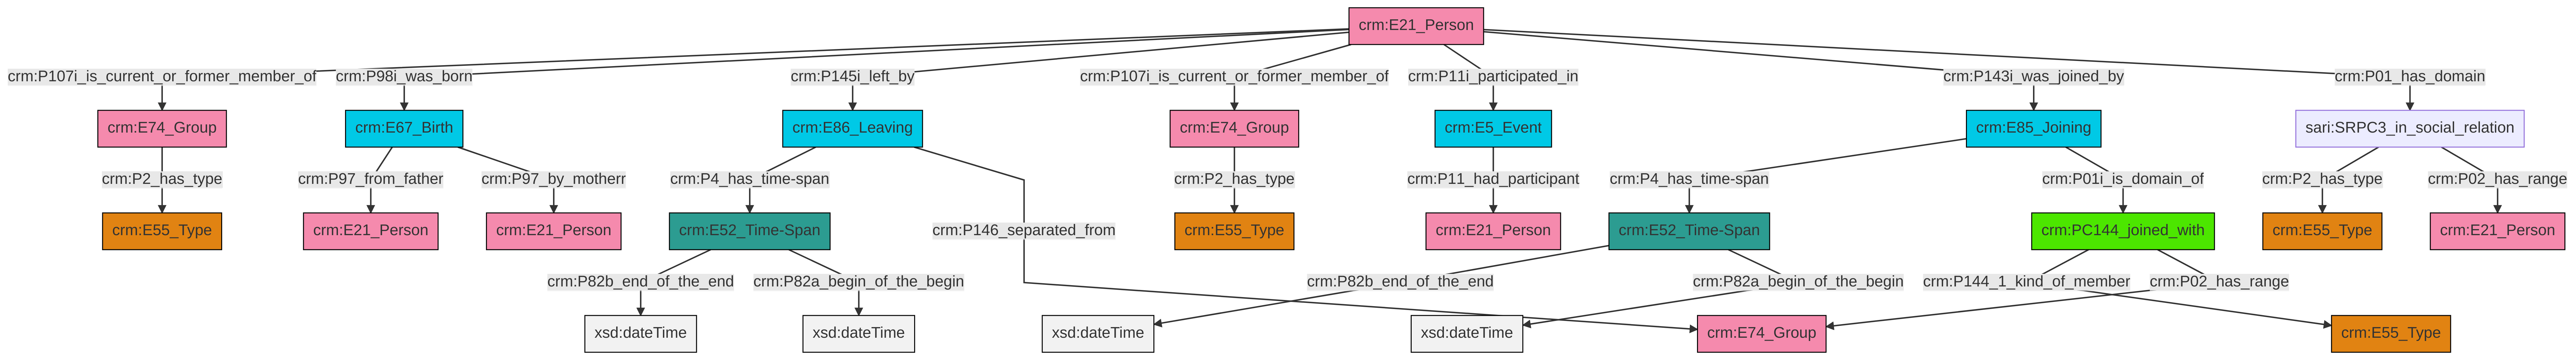 crm:E21_Person
crm:P107i_is_current_or_former_member_of
crm:P98i_was_born
crm:P145i_left_by
crm:P107i_is_current_or_former_member_of
crm:P11i_participated_in
crm:P143i_was_joined_by
crm:P01_has_domain
crm:E74_Group
crm:E67_Birth
crm:E86_Leaving
crm:E74_Group
crm:E5_Event
crm:E85_Joining
sari:SRPC3_in_social_relation
crm:P2_has_type
crm:P97_from_father
crm:P97_by_motherr
crm:P4_has_time-span
crm:P2_has_type
crm:P11_had_participant
crm:P4_has_time-span
crm:P01i_is_domain_of
crm:P2_has_type
crm:P02_has_range
crm:E55_Type
crm:E21_Person
crm:E21_Person
crm:E52_Time-Span
crm:P146_separated_from
crm:E55_Type
crm:E21_Person
crm:E52_Time-Span
crm:PC144_joined_with
crm:E55_Type
crm:E21_Person
crm:P82b_end_of_the_end
crm:P82a_begin_of_the_begin
crm:P82b_end_of_the_end
crm:P82a_begin_of_the_begin
crm:P144_1_kind_of_member
crm:P02_has_range
xsd:dateTime
xsd:dateTime
xsd:dateTime
xsd:dateTime
crm:E74_Group
crm:E55_Type